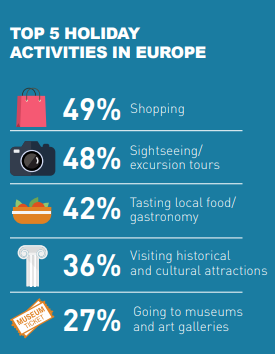 TOP 5 HOLIDAY
ACTIVITIES IN EUROPE
49% Shopping
48% Sightseeing/
excursion tours
42% Tasting local food/
gastronomy
36% Visiting historical
and cultural attractions
MUSEUM
TICKET
27% Going to museums
and art galleries